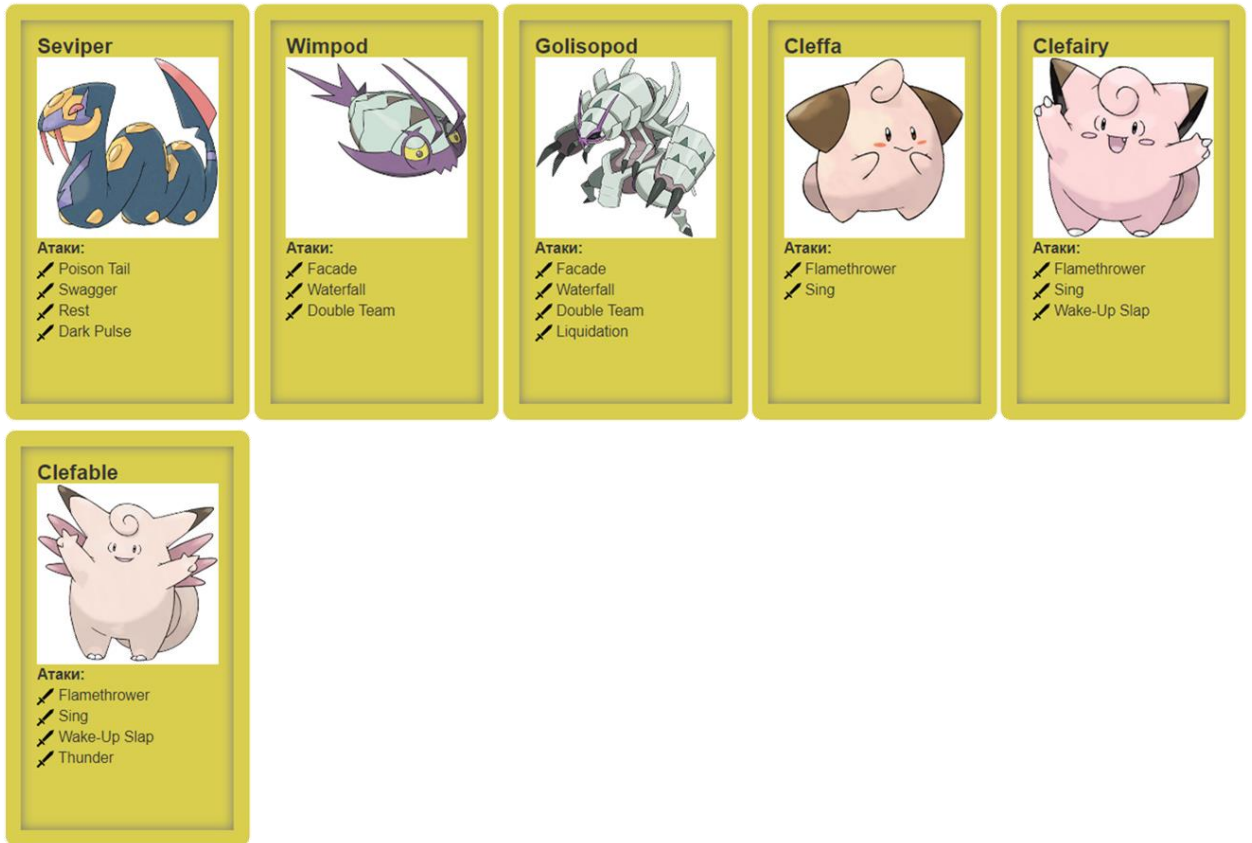 Seviper
Атаки:
Poison Tail
Swagger
Rest
Dark Pulse
Wimpod
Атаки:
Facade
Waterfall
Double Team
Golisopod
Атаки:
Facade
Waterfall
Double Team
Liquidation
Cleffa
Атаки:
Flamethrower
Sing
Clefairy
Атаки:
Flamethrower
Sing
Wake-Up Slap
Clefable
Атаки:
Flamethrower
Sing
Wake-Up Slap
Thunder